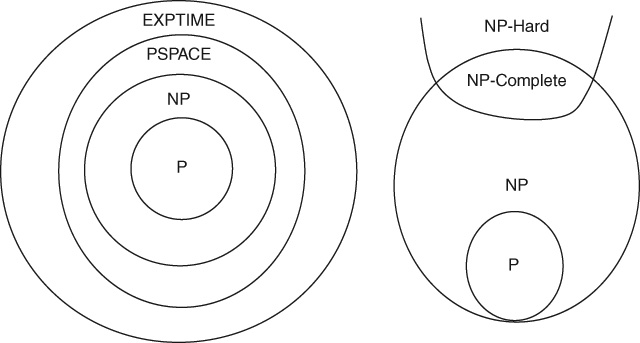 EXPTIME
PSPACE
NP
P
NP-Hard
NP-Complete
NP
P